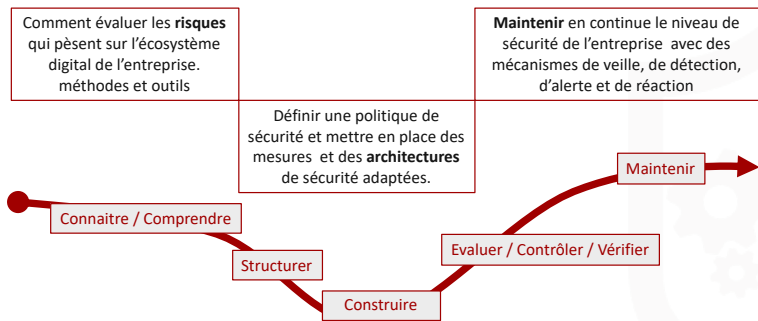 Comment évaluer les risques
qui pèsent sur l'écosystème
digital de l'entreprise.
méthodes et outils
Maintenir en continue le niveau de
sécurité de l'entreprise avec des
mécanismes de veille, de détection,
d'alerte et de réaction
Définir une politique de
sécurité et mettre en place des
mesures et des architectures
de sécurité adaptées.
Connaitre / Comprendre
Structurer
Construire
Evaluer / Contrôler / Vérifier
Maintenir